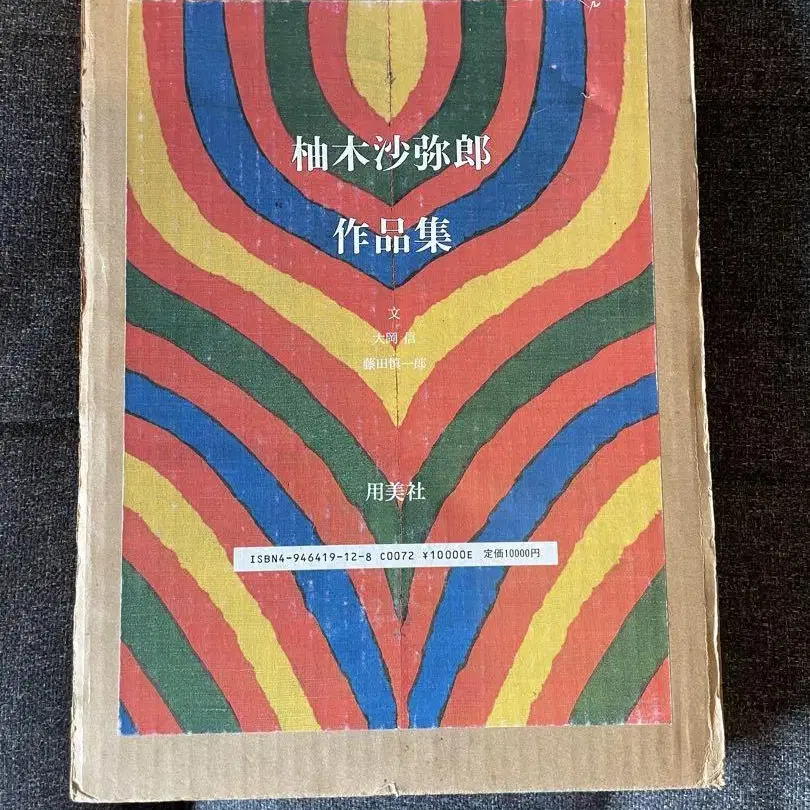 柚木沙弥郎
作品集
文
大岡 信
藤田慎一郎
用美社
ISBN4-946419-12-8 C0072 ¥10000E 定価10000円